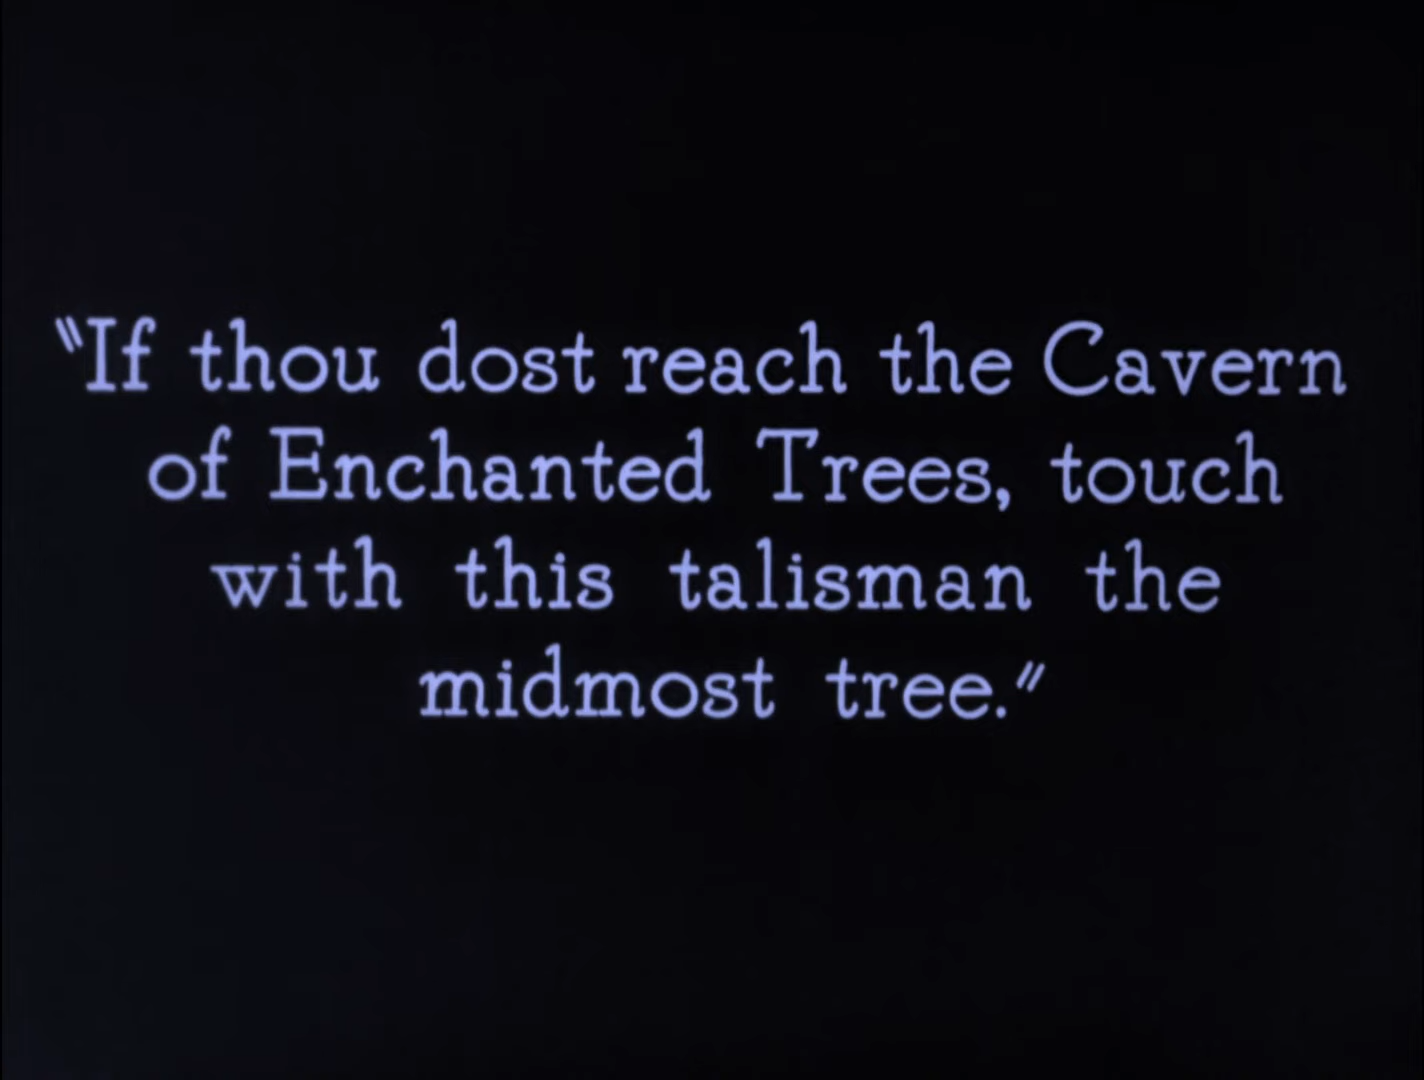 "If thou dost reach the Cavern
of Enchanted Trees, touch
with this talisman the
midmost tree."